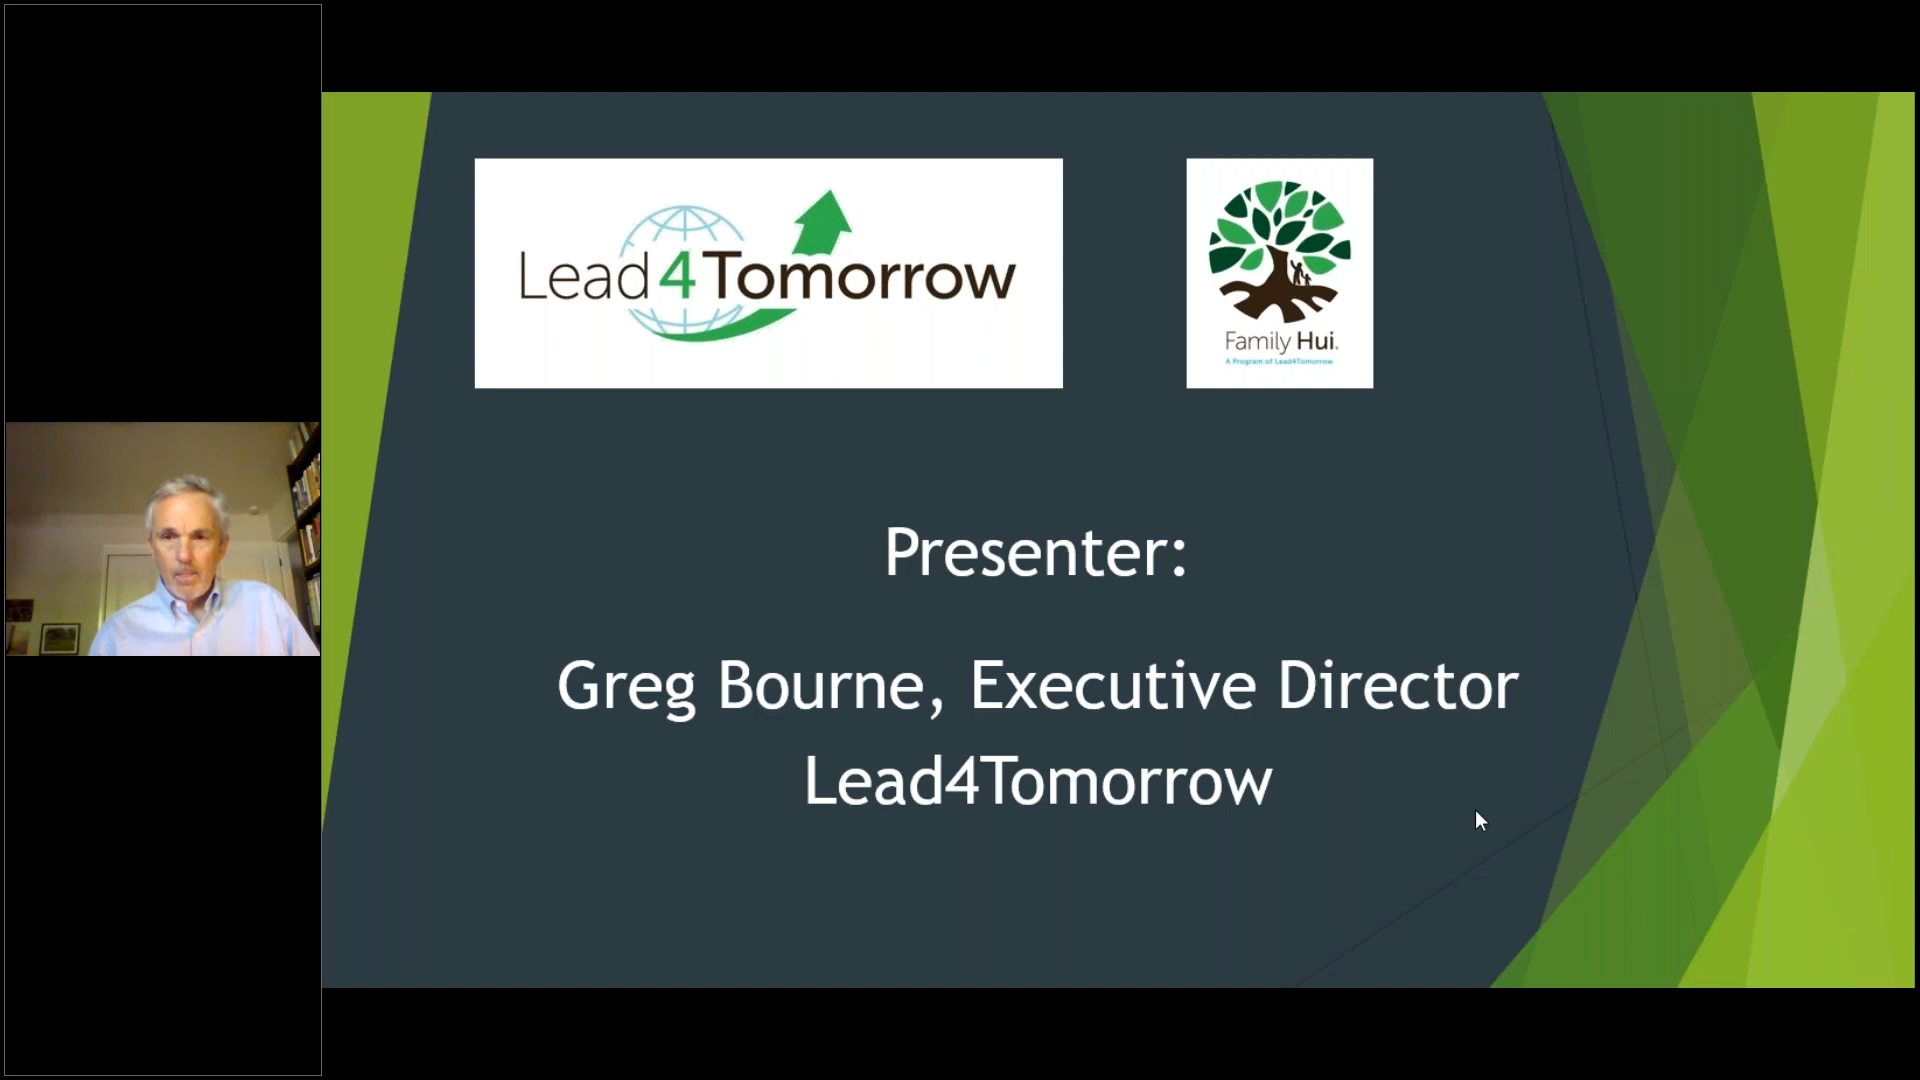 Lead4Tomorrow
Family Hui.
A Program of Lead4Tomorrow
Presenter:
Greg Bourne, Executive Director
Lead4Tomorrow